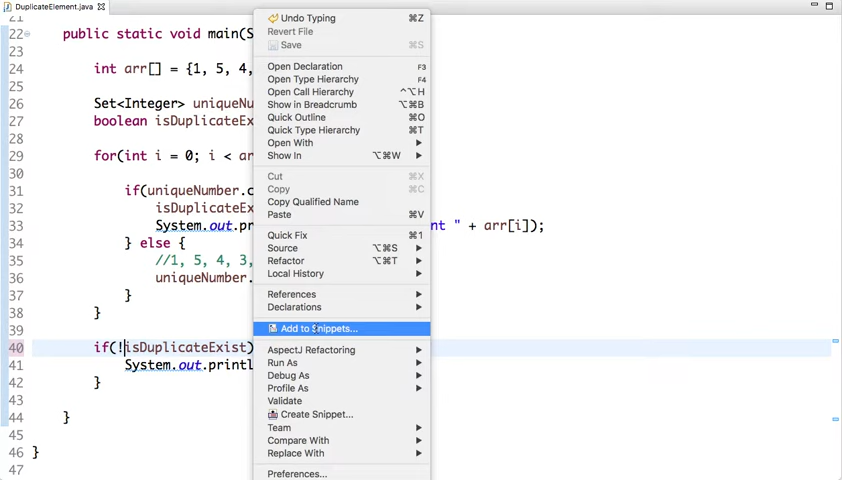 DuplicateElement.java
21
22 public static void main(S
23
24 int arr[] = {1, 5, 4,
25
26 Set<Integer> uniqueNu
27 boolean isDuplicateEx
28
29 for(int i = 0; i < ar
30
31 if(uniqueNumber.c
32 isDuplicateEx
33 System.out.pr nt " + arr[i]);
34 } else {
35 //1, 5, 4, 3,
36 uniqueNumber.
37 }
38 }
39
40 if(!isDuplicateExist)
41 System.out.println
42 }
43
44 }
45
46 }
47
Undo Typing ⌘Z
Revert File
Save ⌘S
Open Declaration F3
Open Type Hierarchy F4
Open Call Hierarchy ^⌥H
Show in Breadcrumb ⌥⌘B
Quick Outline ⌘O
Quick Type Hierarchy ⌘T
Open With
Show In ⌥⌘W
Cut ⌘X
Copy ⌘C
Copy Qualified Name
Paste ⌘V
Quick Fix ⌘1
Source ⌥⌘S
Refactor ⌥⌘T
Local History
References
Declarations
Add to Snippets...
AspectJ Refactoring
Run As
Debug As
Profile As
Validate
Create Snippet...
Team
Compare With
Replace With
Preferences...